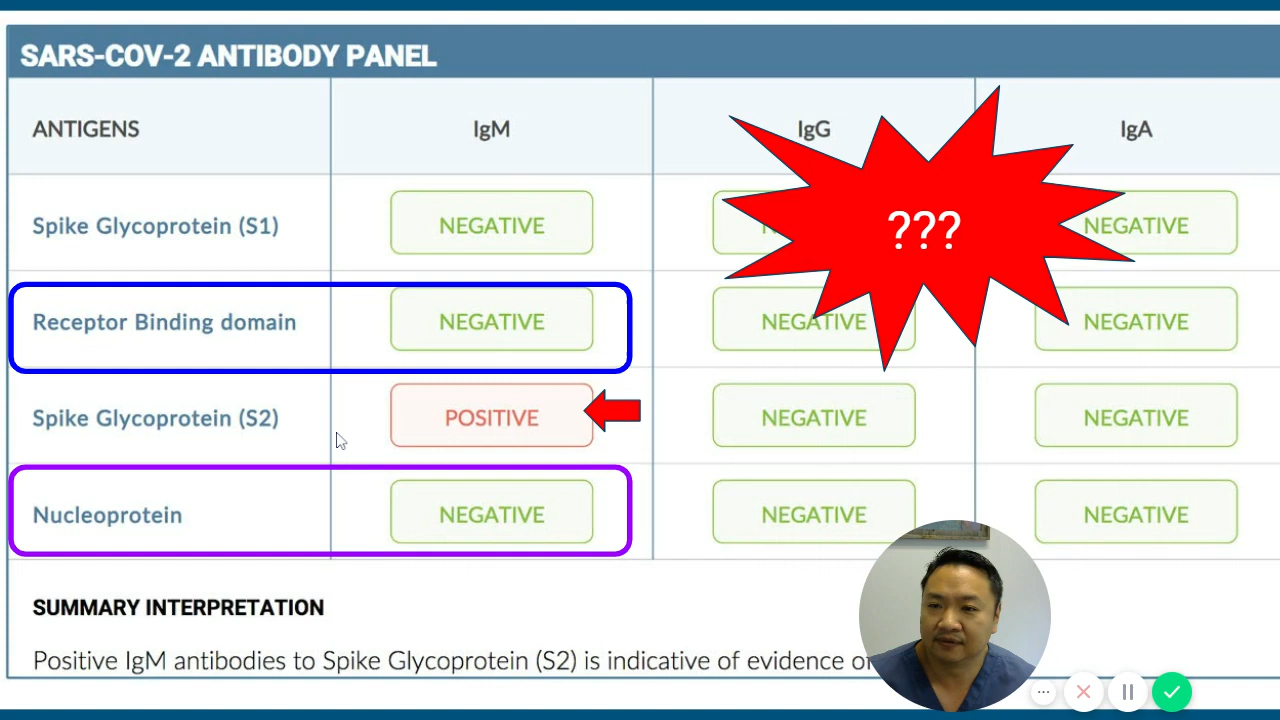 SARS-COV-2 ANTIBODY PANEL
ANTIGENS IgM IgG IgA
Spike Glycoprotein (S1) NEGATIVE NEGATIVE
???
Receptor Binding domain NEGATIVE NEGATIVE NEGATIVE
Spike Glycoprotein (S2) POSITIVE NEGATIVE NEGATIVE
Nucleoprotein NEGATIVE NEGATIVE NEGATIVE
SUMMARY INTERPRETATION
Positive IgM antibodies to Spike Glycoprotein (S2) is indicative of evidence